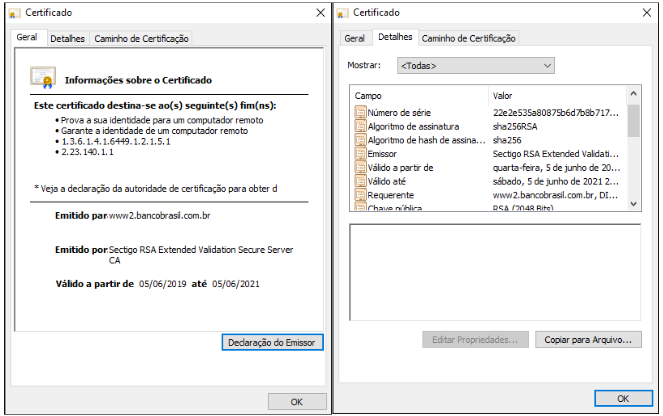 Certificado
Geral Detalhes Caminho de Certificação
Informações sobre o Certificado
Este certificado destina-se ao(s) seguinte(s) fim(ns):
• Prova a sua identidade para um computador remoto
• Garante a identidade de um computador remoto
• 1.3.6.1.4.1.6449.1.2.1.5.1
• 2.23.140.1.1
* Veja a declaração da autoridade de certificação para obter d
Emitido par www2.bancobrasil.com.br
Emitido por Sectigo RSA Extended Validation Secure Server
CA
Válido a partir de 05/06/2019 até 05/06/2021
Declaração do Emissor
OK
Certificado
Geral Detalhes Caminho de Certificação
Mostrar: <Todas>
Campo Valor
Número de série 22e2e535a80875b6d7b8b717...
Algoritmo de assinatura sha256RSA
Algoritmo de hash de assina... sha256
Emissor Sectigo RSA Extended Validati...
Válido a partir de quarta-feira, 5 de junho de 20...
Válido até sábado, 5 de junho de 2021 2...
Requerente www2.bancobrasil.com.br, DI...
Chave pública RSA (2048 Bits)
Editar Propriedades... Copiar para Arquivo...
OK